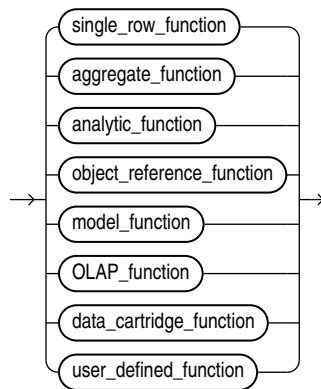 single_row_function
aggregate_function
analytic_function
object_reference_function
model_function
OLAP_function
data_cartridge_function
user_defined_function